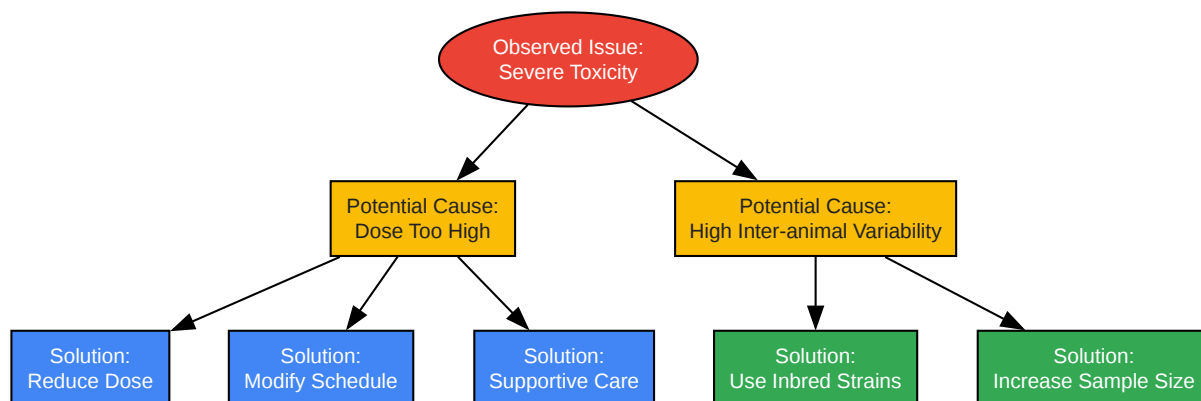 Observed Issue:
Severe Toxicity
Potential Cause:
Dose Too High
Potential Cause:
High Inter-animal Variability
Solution:
Reduce Dose
Solution:
Modify Schedule
Solution:
Supportive Care
Solution:
Use Inbred Strains
Solution:
Increase Sample Size